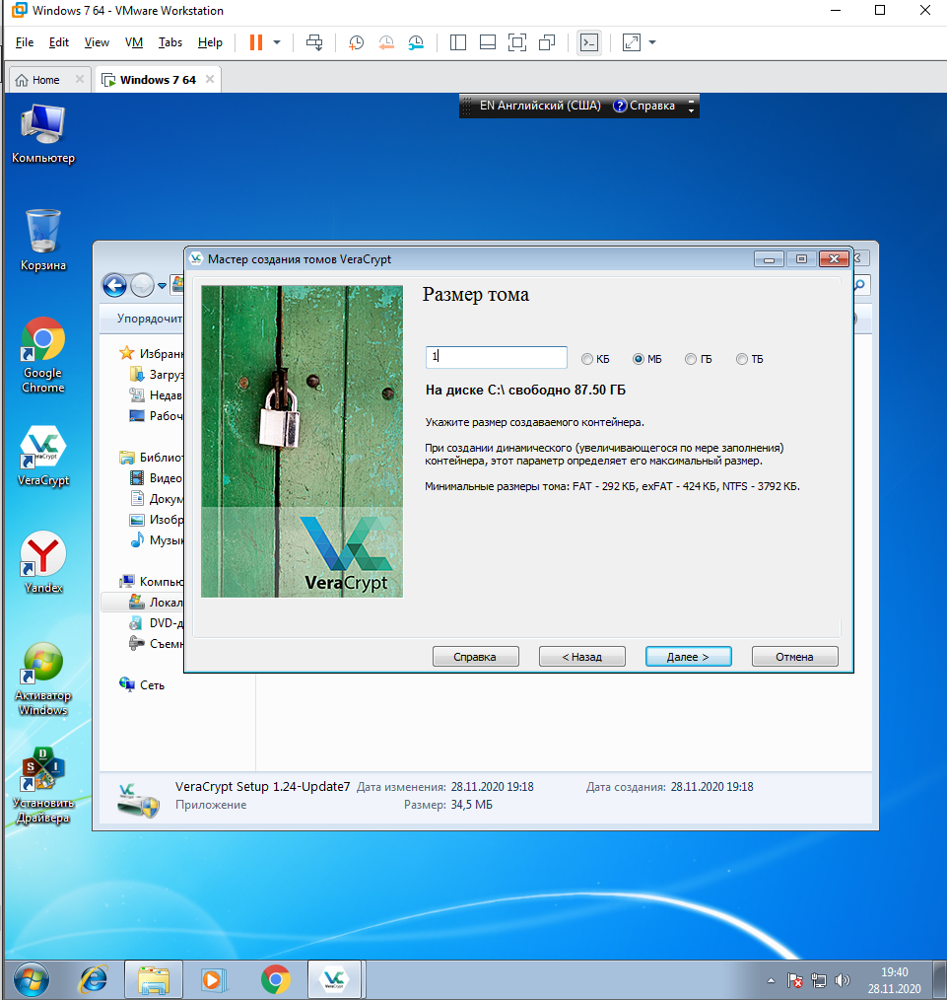 Windows 7 64 - VMware Workstation
File Edit View VM Tabs Help
Home
Windows 7 64
EN Английский (США) Справка
Компьютер
Корзина
Google
Chrome
VeraCrypt
Yandex
Активатор
Windows
Установить
Драйвера
Мастер создания томов VeraCrypt
Упорядочит
Избранн
Загруз
Недав
Рабоч
Библиот
Видео
Докум
Изобр
Музык
Компью
Локал
DVD-д
Съемн
Сеть
VeraCrypt
Размер тома
1
КБ МБ ГБ ТБ
На диске C:\ свободно 87.50 ГБ
Укажите размер создаваемого контейнера.
При создании динамического (увеличивающегося по мере заполнения)
контейнера, этот параметр определяет его максимальный размер.
Минимальные размеры тома: FAT - 292 КБ, exFAT - 424 КБ, NTFS - 3792 КБ.
Справка < Назад Далее > Отмена
VeraCrypt Setup 1.24-Update7 Дата изменения: 28.11.2020 19:18 Дата создания: 28.11.2020 19:18
Приложение Размер: 34,5 МБ
19:40
28.11.2020